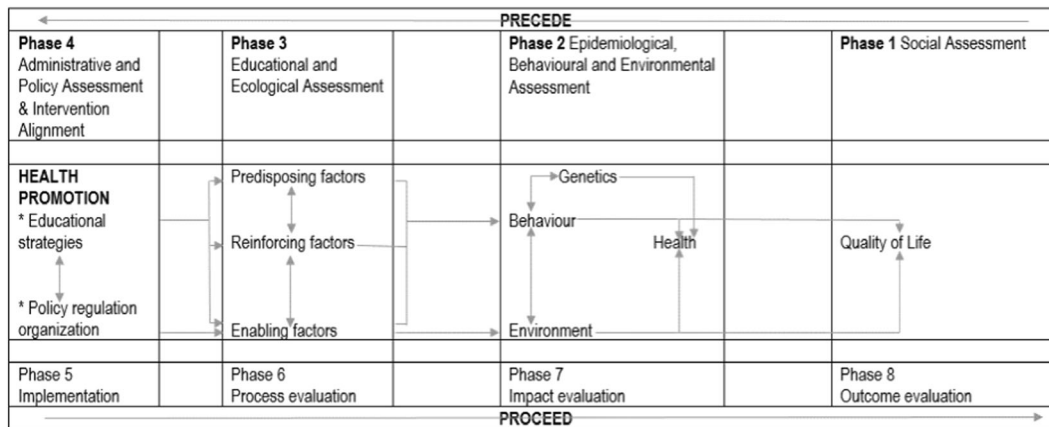 PRECEDE
Phase 4
Administrative and
Policy Assessment
& Intervention
Alignment
Phase 3
Educational and
Ecological Assessment
Phase 2 Epidemiological,
Behavioural and Environmental
Assessment
Phase 1 Social Assessment
HEALTH
PROMOTION
* Educational
strategies
* Policy regulation
organization
Predisposing factors
Reinforcing factors
Enabling factors
Genetics
Behaviour
Health
Environment
Quality of Life
Phase 5
Implementation
Phase 6
Process evaluation
Phase 7
Impact evaluation
Phase 8
Outcome evaluation
PROCEED